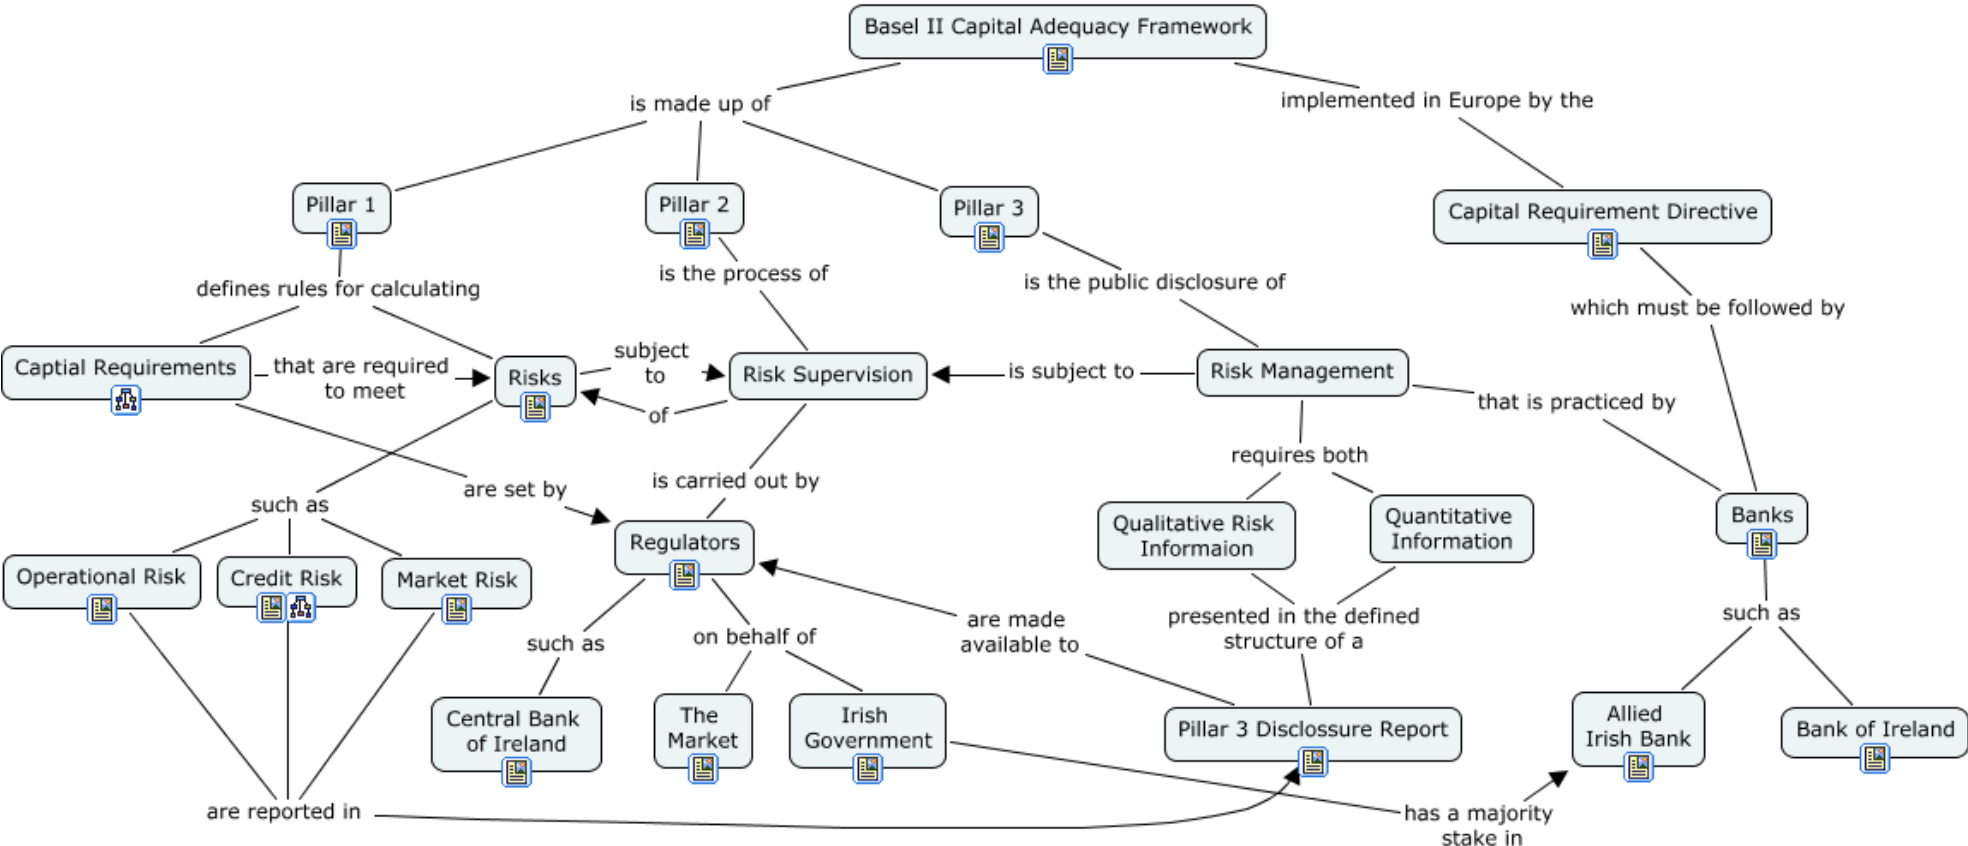 Basel II Capital Adequacy Framework
is made up of
implemented in Europe by the
Pillar 1
Pillar 2
Pillar 3
Capital Requirement Directive
is the process of
is the public disclosure of
defines rules for calculating
which must be followed by
Captial Requirements
that are required
to meet
Risks
subject
to
of
Risk Supervision
is subject to
Risk Management
that is practiced by
requires both
such as
are set by
is carried out by
Qualitative Risk
Informaion
Quantitative
Information
Banks
Operational Risk
Credit Risk
Market Risk
Regulators
are made
available to
presented in the defined
structure of a
such as
such as
on behalf of
Central Bank
of Ireland
The
Market
Irish
Government
Pillar 3 Disclossure Report
Allied
Irish Bank
Bank of Ireland
are reported in
has a majority
stake in